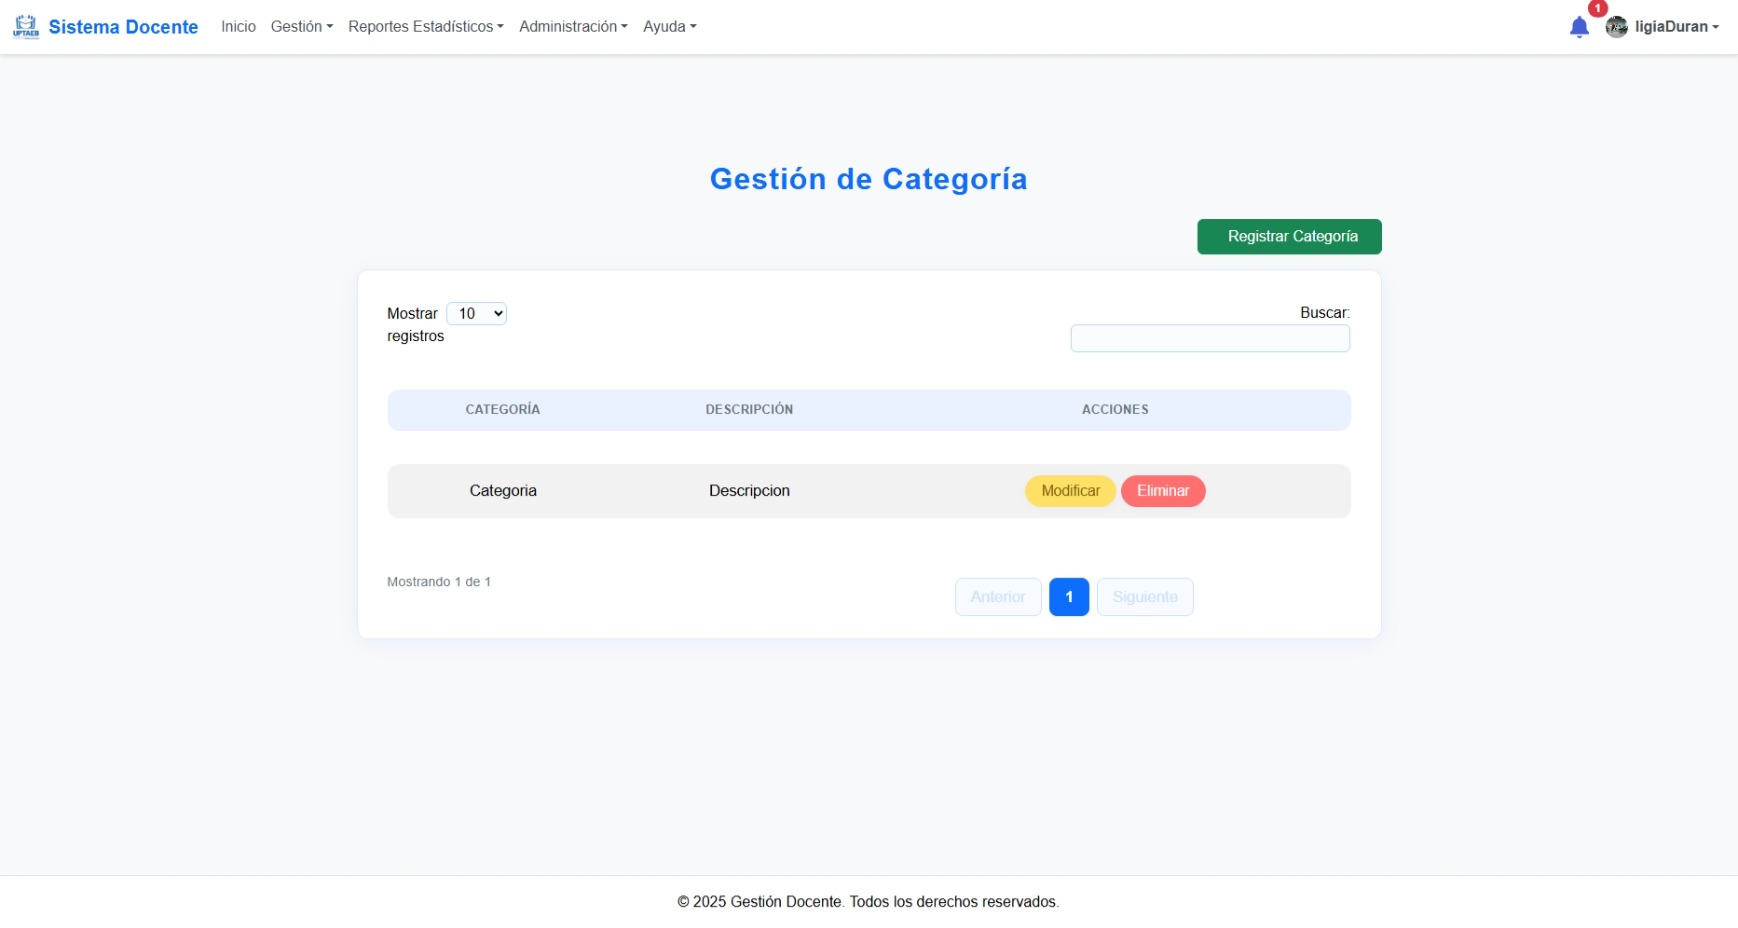 UPTAEB Sistema Docente Inicio Gestión Reportes Estadísticos Administración Ayuda 1 ligiaDuran
Gestión de Categoría
Registrar Categoría
Mostrar 10 registros
Buscar:
CATEGORÍA DESCRIPCIÓN ACCIONES
Categoria Descripcion Modificar Eliminar
Mostrando 1 de 1
Anterior 1 Siguiente
© 2025 Gestión Docente. Todos los derechos reservados.